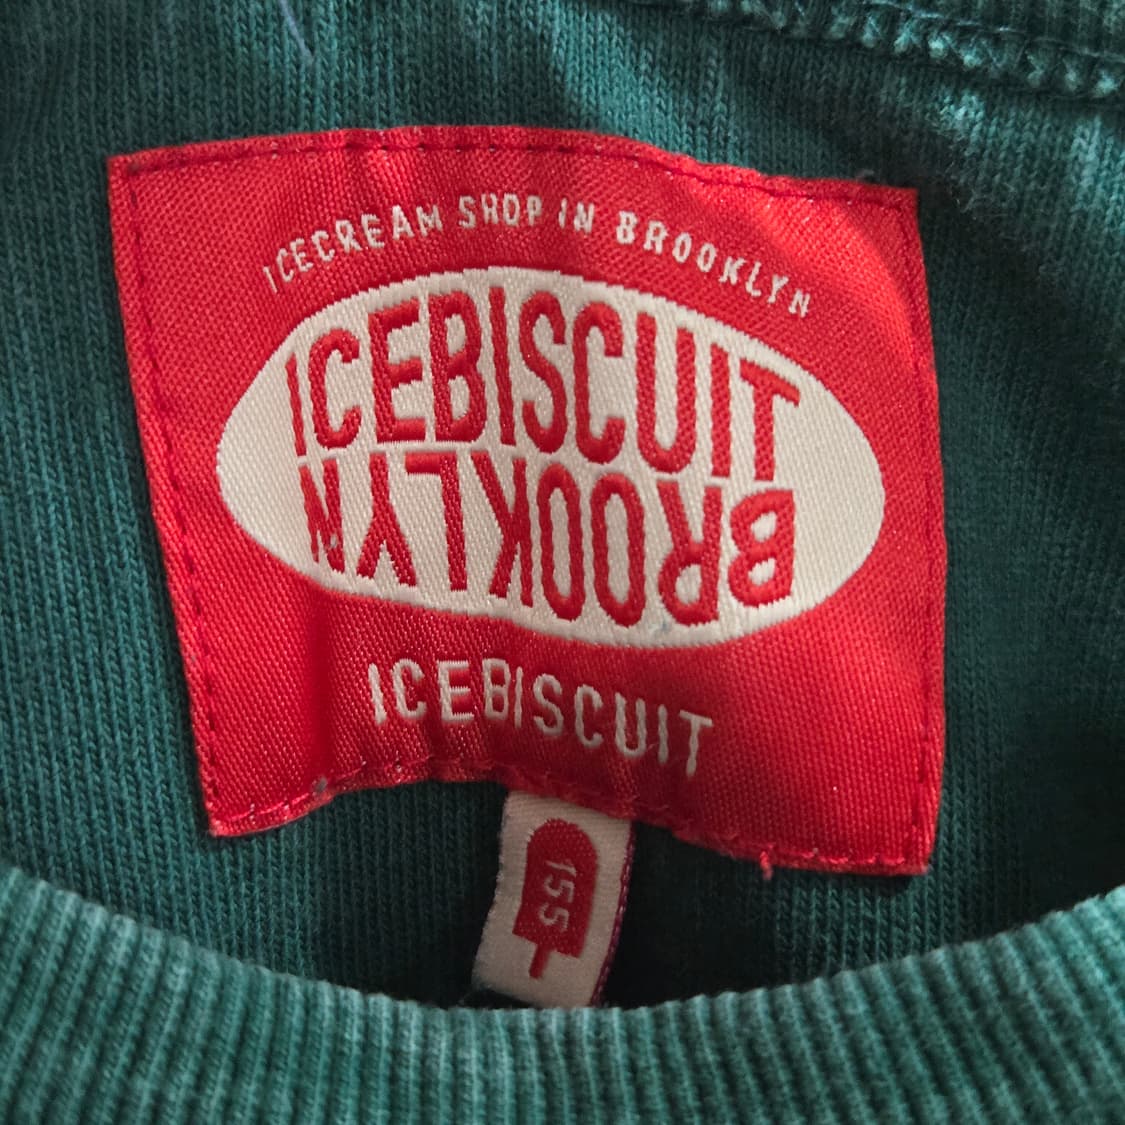 ICECREAM SHOP IN BROOKLYN
ICEBISCUIT
BROOKLYN
ICEBISCUIT
155